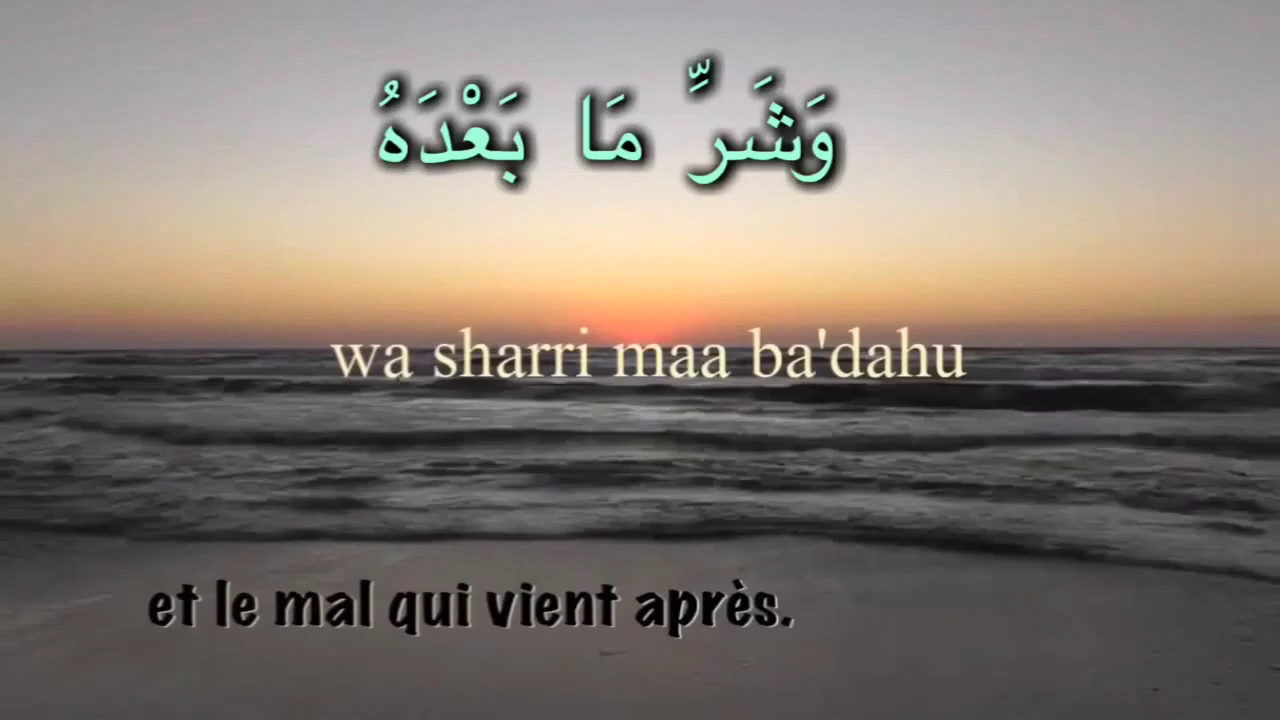 وَشَرِّ مَا بَعْدَهُ
wa sharri maa ba'dahu
et le mal qui vient après.